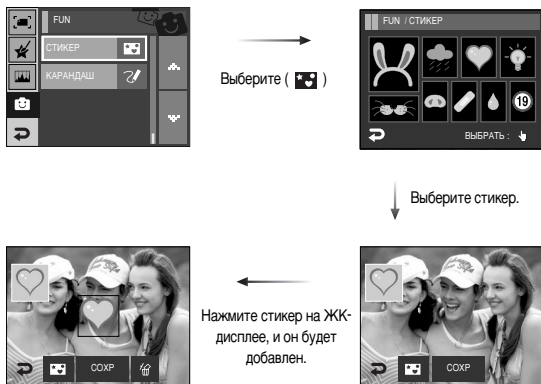 FUN
СТИКЕР
КАРАНДАШ
Выберите ( )
FUN / СТИКЕР
19
ВЫБРАТЬ :
Выберите стикер.
СОХР
Нажмите стикер на ЖК-
дисплее, и он будет
добавлен.
СОХР